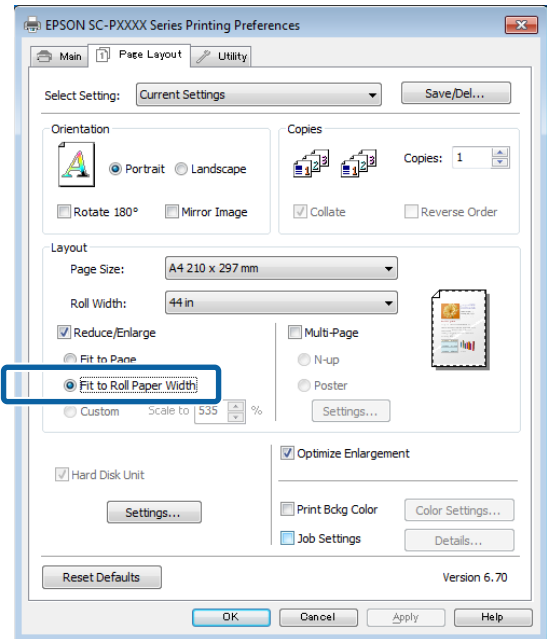 EPSON SC-PXXXX Series Printing Preferences
Main Page Layout Utility
Select Setting: Current Settings Save/Del...
Orientation
Portrait Landscape
Rotate 180° Mirror Image
Copies
Copies: 1
Collate Reverse Order
Layout
Page Size: A4 210 x 297 mm
Roll Width: 44 in
Reduce/Enlarge
Fit to Page
Fit to Roll Paper Width
Custom Scale to 535 %
Multi-Page
N-up
Poster
Settings...
Hard Disk Unit
Settings...
Optimize Enlargement
Print Bckg Color Color Settings...
Job Settings Details...
Reset Defaults Version 6.70
OK Cancel Apply Help